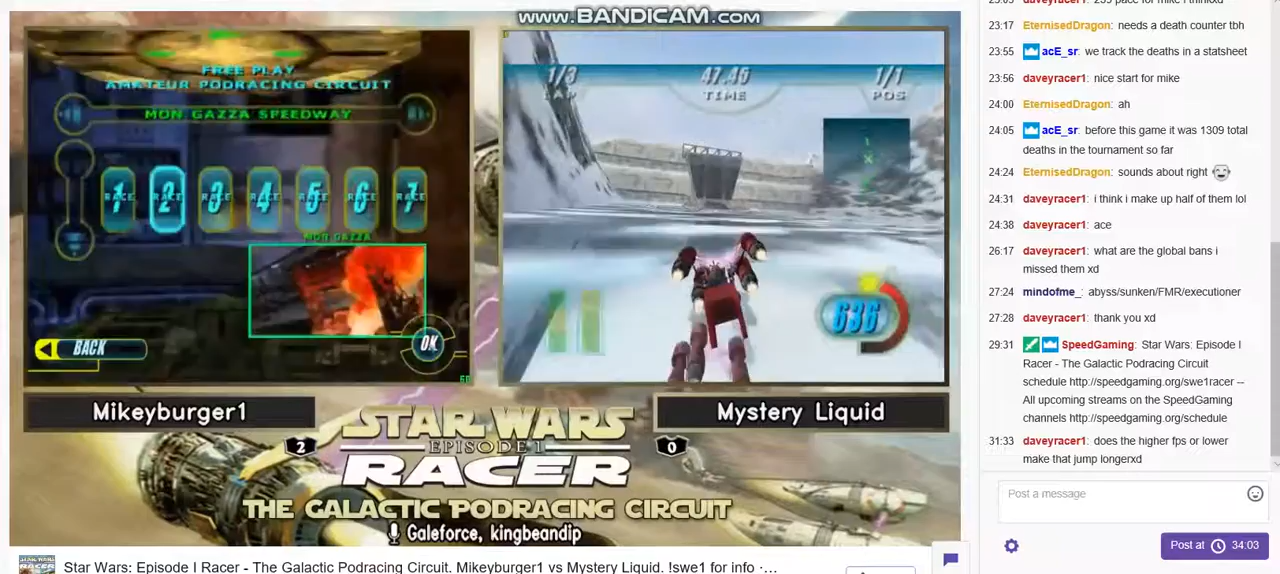 WWW.BANDICAM.COM
FREE PLAY
AMATEUR PODRACING CIRCUIT
MON GAZZA SPEEDWAY
RACE RACE RACE RACE RACE RACE RACE
1 2 3 4 5 6 7
MON GAZZA
BACK
OK
60
1/3 47.45 1/1
LAP TIME POS
636
Mikeyburger1
Mystery Liquid
2
0
STAR WARS
EPISODE I
RACER
THE GALACTIC PODRACING CIRCUIT
Galeforce, kingbeandip
Star Wars: Episode I Racer - The Galactic Podracing Circuit. Mikeyburger1 vs Mystery Liquid. !swe1 for info ·...
23:17 EternisedDragon: needs a death counter tbh
23:55 acE_sr: we track the deaths in a statsheet
23:56 daveyracer1: nice start for mike
24:00 EternisedDragon: ah
24:05 acE_sr: before this game it was 1309 total
deaths in the tournament so far
24:24 EternisedDragon: sounds about right
24:31 daveyracer1: i think i make up half of them lol
24:38 daveyracer1: ace
26:17 daveyracer1: what are the global bans i
missed them xd
27:24 mindofme_: abyss/sunken/FMR/executioner
27:28 daveyracer1: thank you xd
29:31 SpeedGaming: Star Wars: Episode I
Racer - The Galactic Podracing Circuit
schedule http://speedgaming.org/swe1racer --
All upcoming streams on the SpeedGaming
channels http://speedgaming.org/schedule
31:33 daveyracer1: does the higher fps or lower
make that jump longerxd
Post a message
Post at 34:03